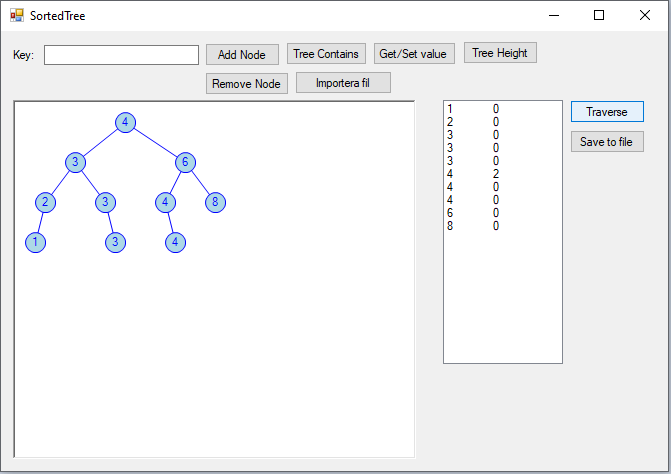 SortedTree
Key: Add Node Tree Contains Get/Set value Tree Height
Remove Node Importera fil
4
3 6
2 3 4 8
1 3 4
1 0
2 0
3 0
3 0
3 0
4 2
4 0
4 0
6 0
8 0
Traverse
Save to file